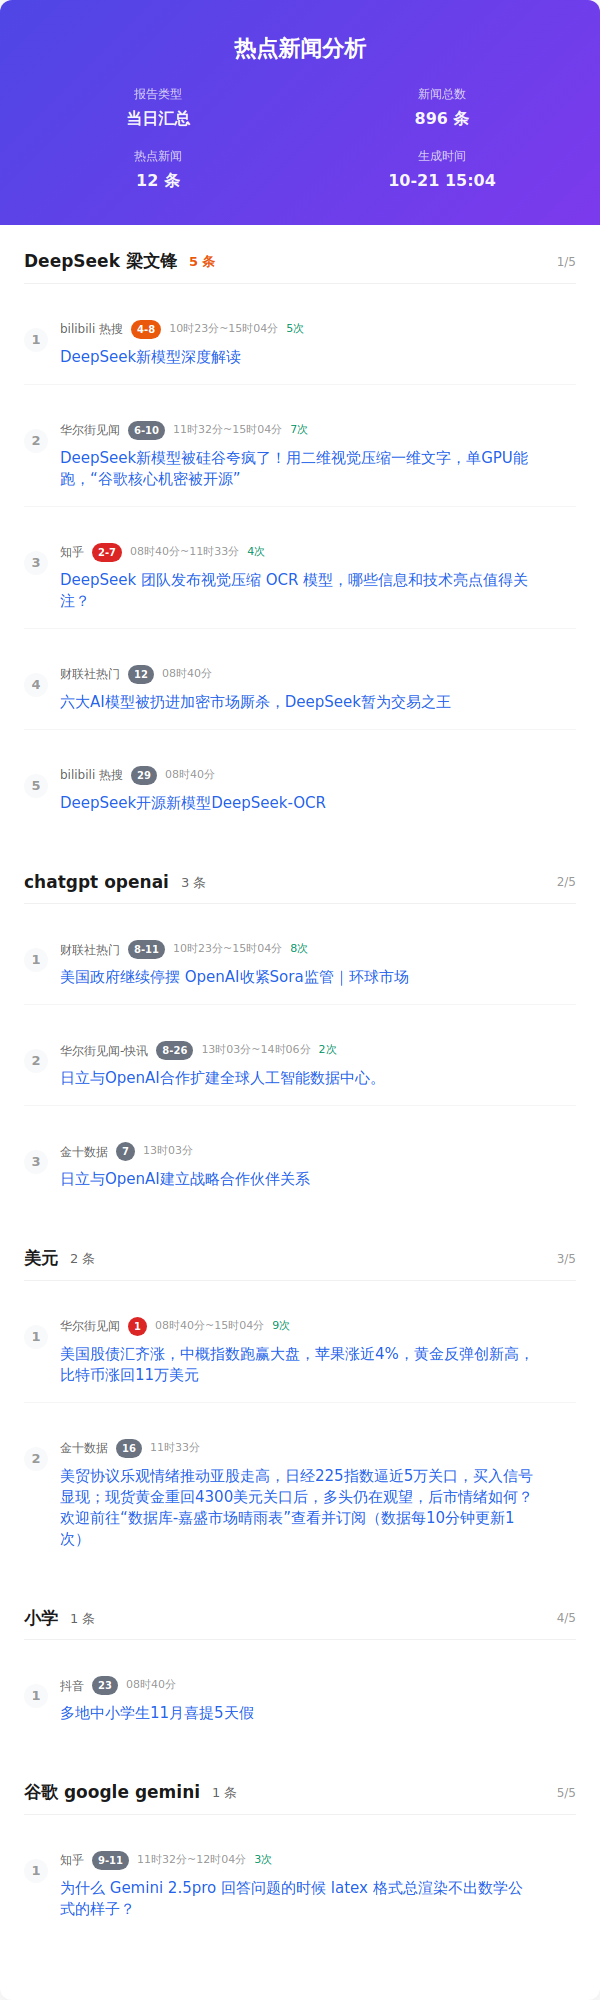 热点新闻分析
报告类型
新闻总数
当日汇总
896 条
热点新闻
生成时间
12 条
10-21 15:04
DeepSeek 梁文锋 5 条 1/5
1
bilibili 热搜 4-8 10时23分~15时04分 5次
DeepSeek新模型深度解读
2
华尔街见闻 6-10 11时32分~15时04分 7次
DeepSeek新模型被硅谷夸疯了！用二维视觉压缩一维文字，单GPU能
跑，“谷歌核心机密被开源”
3
知乎 2-7 08时40分~11时33分 4次
DeepSeek 团队发布视觉压缩 OCR 模型，哪些信息和技术亮点值得关
注？
4
财联社热门 12 08时40分
六大AI模型被扔进加密市场厮杀，DeepSeek暂为交易之王
5
bilibili 热搜 29 08时40分
DeepSeek开源新模型DeepSeek-OCR
chatgpt openai 3 条 2/5
1
财联社热门 8-11 10时23分~15时04分 8次
美国政府继续停摆 OpenAI收紧Sora监管｜环球市场
2
华尔街见闻-快讯 8-26 13时03分~14时06分 2次
日立与OpenAI合作扩建全球人工智能数据中心。
3
金十数据 7 13时03分
日立与OpenAI建立战略合作伙伴关系
美元 2 条 3/5
1
华尔街见闻 1 08时40分~15时04分 9次
美国股债汇齐涨，中概指数跑赢大盘，苹果涨近4%，黄金反弹创新高，
比特币涨回11万美元
2
金十数据 16 11时33分
美贸协议乐观情绪推动亚股走高，日经225指数逼近5万关口，买入信号
显现；现货黄金重回4300美元关口后，多头仍在观望，后市情绪如何？
欢迎前往“数据库-嘉盛市场晴雨表”查看并订阅（数据每10分钟更新1
次）
小学 1 条 4/5
1
抖音 23 08时40分
多地中小学生11月喜提5天假
谷歌 google gemini 1 条 5/5
1
知乎 9-11 11时32分~12时04分 3次
为什么 Gemini 2.5pro 回答问题的时候 latex 格式总渲染不出数学公
式的样子？